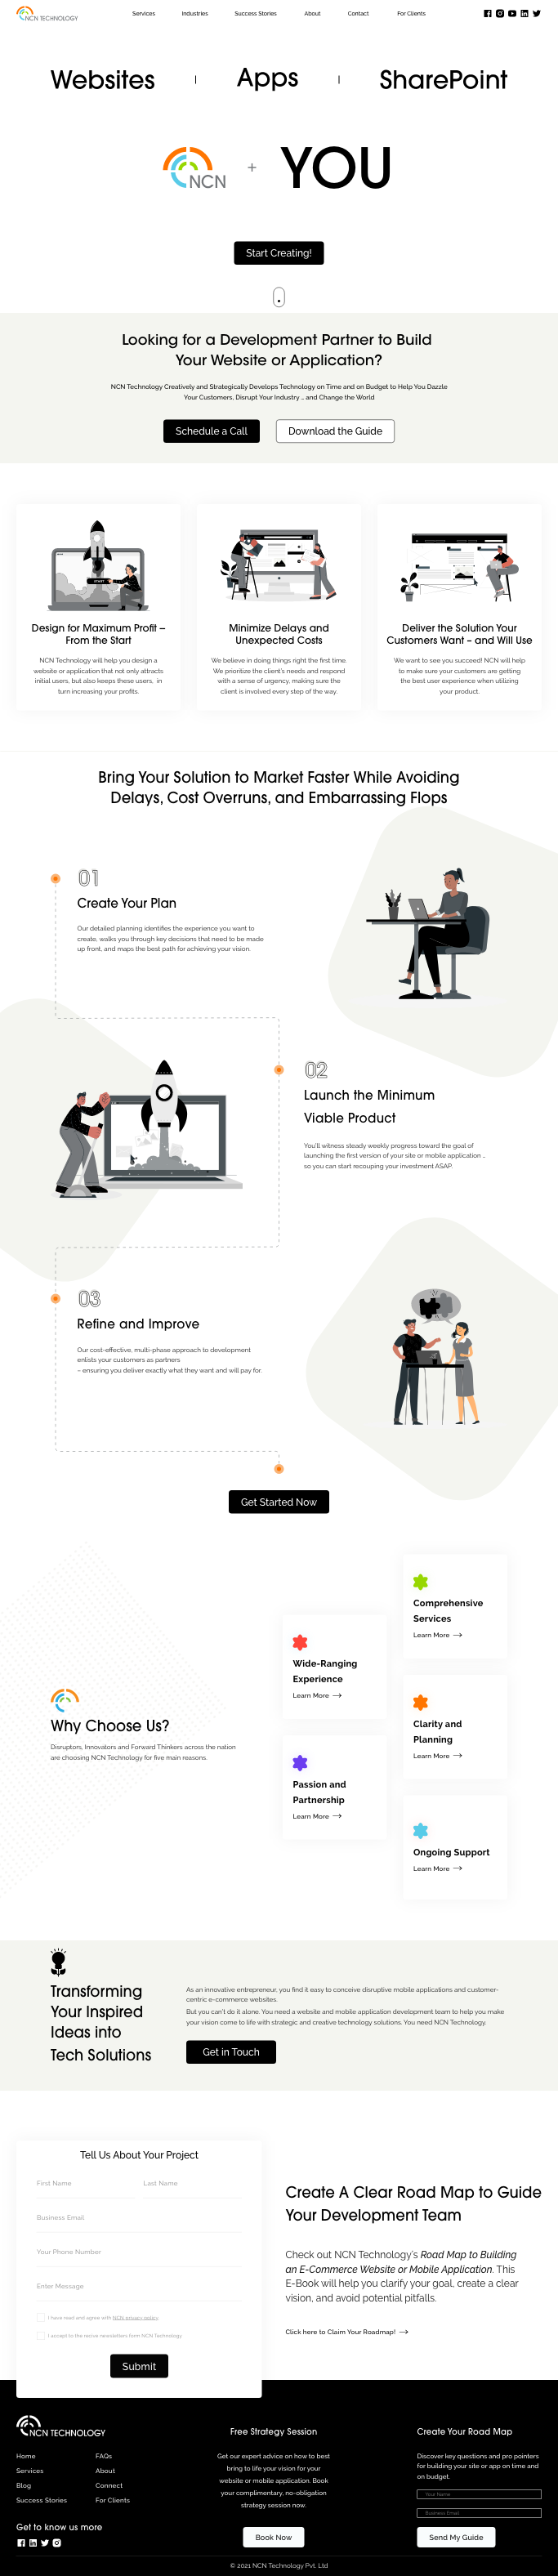 NCN TECHNOLOGY
Services
Industries
Success Stories
About
Contact
For Clients
Websites | Apps | SharePoint
NCN + YOU
Start Creating!
Looking for a Development Partner to Build
Your Website or Application?
NCN Technology Creatively and Strategically Develops Technology on Time and on Budget to Help You Dazzle
Your Customers, Disrupt Your Industry … and Change the World
Schedule a Call
Download the Guide
START
Design for Maximum Profit –
From the Start
NCN Technology will help you design a
website or application that not only attracts
initial users, but also keeps these users, in
turn increasing your profits.
Minimize Delays and
Unexpected Costs
We believe in doing things right the first time.
We prioritize the client's needs and respond
with a sense of urgency, making sure the
client is involved every step of the way.
Deliver the Solution Your
Customers Want – and Will Use
We want to see you succeed! NCN will help
to make sure your customers are getting
the best user experience when utilizing
your product.
Bring Your Solution to Market Faster While Avoiding
Delays, Cost Overruns, and Embarrassing Flops
01
Create Your Plan
Our detailed planning identifies the experience you want to
create, walks you through key decisions that need to be made
up front, and maps the best path for achieving your vision.
02
Launch the Minimum
Viable Product
You'll witness steady weekly progress toward the goal of
launching the first version of your site or mobile application …
so you can start recouping your investment ASAP.
03
Refine and Improve
Our cost-effective, multi-phase approach to development
enlists your customers as partners
– ensuring you deliver exactly what they want and will pay for.
Get Started Now
Why Choose Us?
Disruptors, Innovators and Forward Thinkers across the nation
are choosing NCN Technology for five main reasons.
Wide-Ranging
Experience
Learn More
Passion and
Partnership
Learn More
Comprehensive
Services
Learn More
Clarity and
Planning
Learn More
Ongoing Support
Learn More
Transforming
Your Inspired
Ideas into
Tech Solutions
As an innovative entrepreneur, you find it easy to conceive disruptive mobile applications and customer-
centric e-commerce websites.
But you can't do it alone. You need a website and mobile application development team to help you make
your vision come to life with strategic and creative technology solutions. You need NCN Technology.
Get in Touch
Tell Us About Your Project
First Name
Last Name
Business Email
Your Phone Number
Enter Message
I have read and agree with NCN privacy policy
I accept to the recive newsletters form NCN Technology
Submit
Create A Clear Road Map to Guide
Your Development Team
Check out NCN Technology's Road Map to Building
an E-Commerce Website or Mobile Application. This
E-Book will help you clarify your goal, create a clear
vision, and avoid potential pitfalls.
Click here to Claim Your Roadmap!
NCN TECHNOLOGY
Home
FAQs
Services
About
Blog
Connect
Success Stories
For Clients
Get to know us more
Free Strategy Session
Get our expert advice on how to best
bring to life your vision for your
website or mobile application. Book
your complimentary, no-obligation
strategy session now.
Book Now
Create Your Road Map
Discover key questions and pro pointers
for building your site or app on time and
on budget.
Your Name
Business Email
Send My Guide
© 2021 NCN Technology Pvt. Ltd